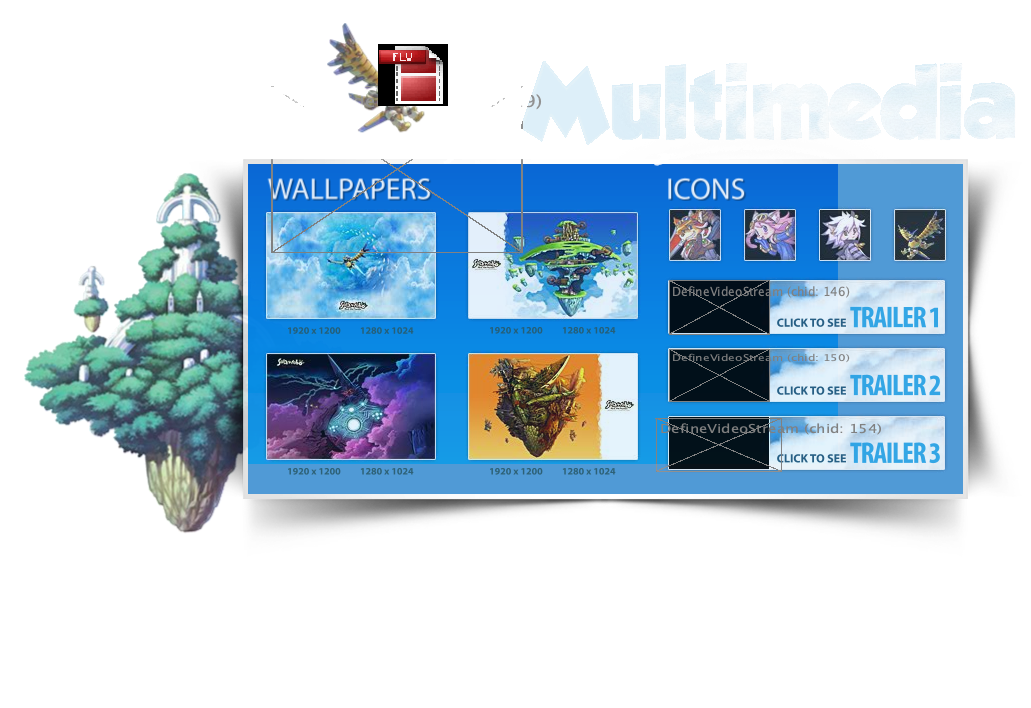 FLV
9)
Multimedia
WALLPAPERS
ICONS
1920 x 1200 1280 x 1024
1920 x 1200 1280 x 1024
DefineVideoStream (chid: 146)
CLICK TO SEE TRAILER 1
DefineVideoStream (chid: 150)
CLICK TO SEE TRAILER 2
DefineVideoStream (chid: 154)
CLICK TO SEE TRAILER 3
1920 x 1200 1280 x 1024
1920 x 1200 1280 x 1024